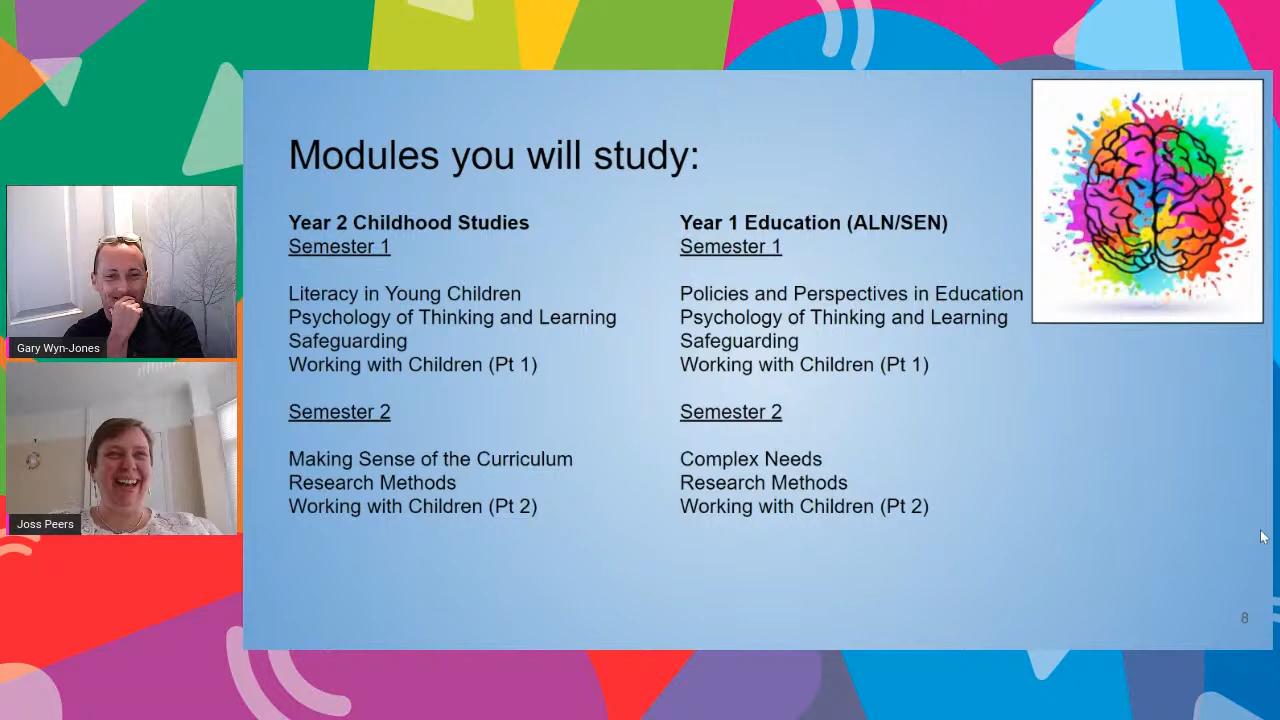 Modules you will study:
Year 2 Childhood Studies
Semester 1
Literacy in Young Children
Psychology of Thinking and Learning
Safeguarding
Working with Children (Pt 1)
Semester 2
Making Sense of the Curriculum
Research Methods
Working with Children (Pt 2)
Year 1 Education (ALN/SEN)
Semester 1
Policies and Perspectives in Education
Psychology of Thinking and Learning
Safeguarding
Working with Children (Pt 1)
Semester 2
Complex Needs
Research Methods
Working with Children (Pt 2)
8
Gary Wyn-Jones
Joss Peers